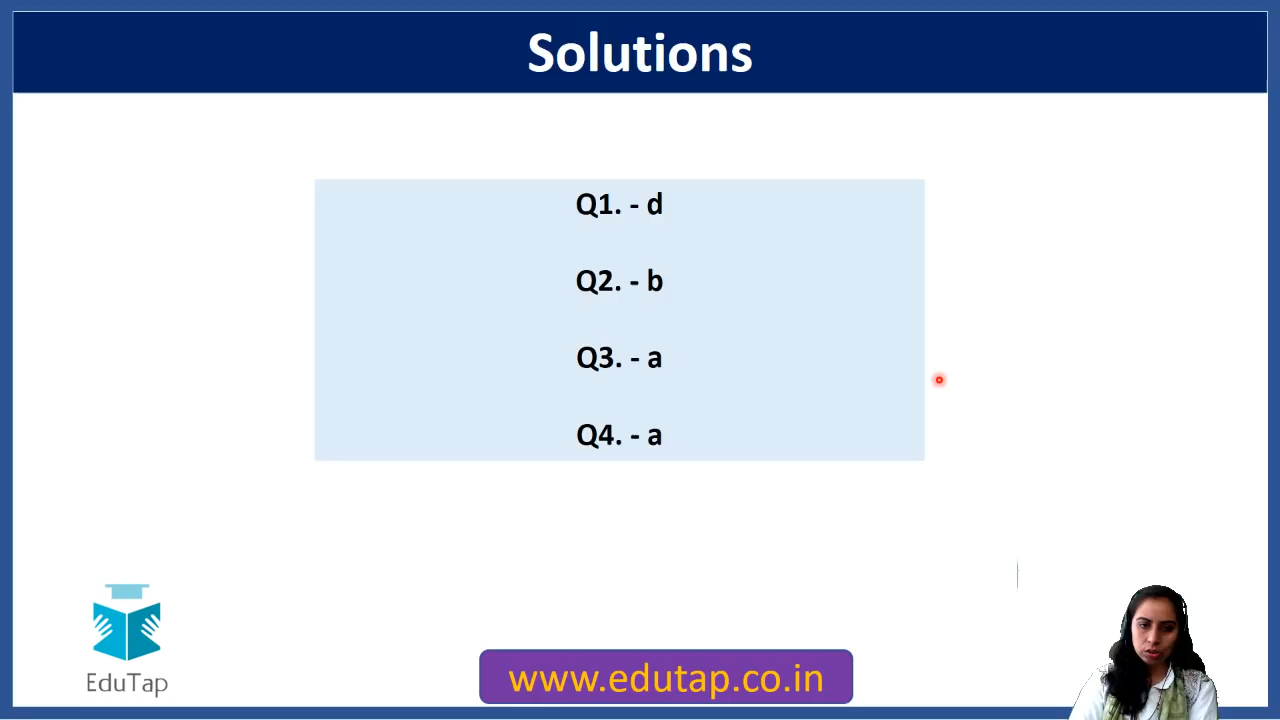 Solutions
Q1. - d
Q2. - b
Q3. - a
Q4. - a
EduTap
www.edutap.co.in